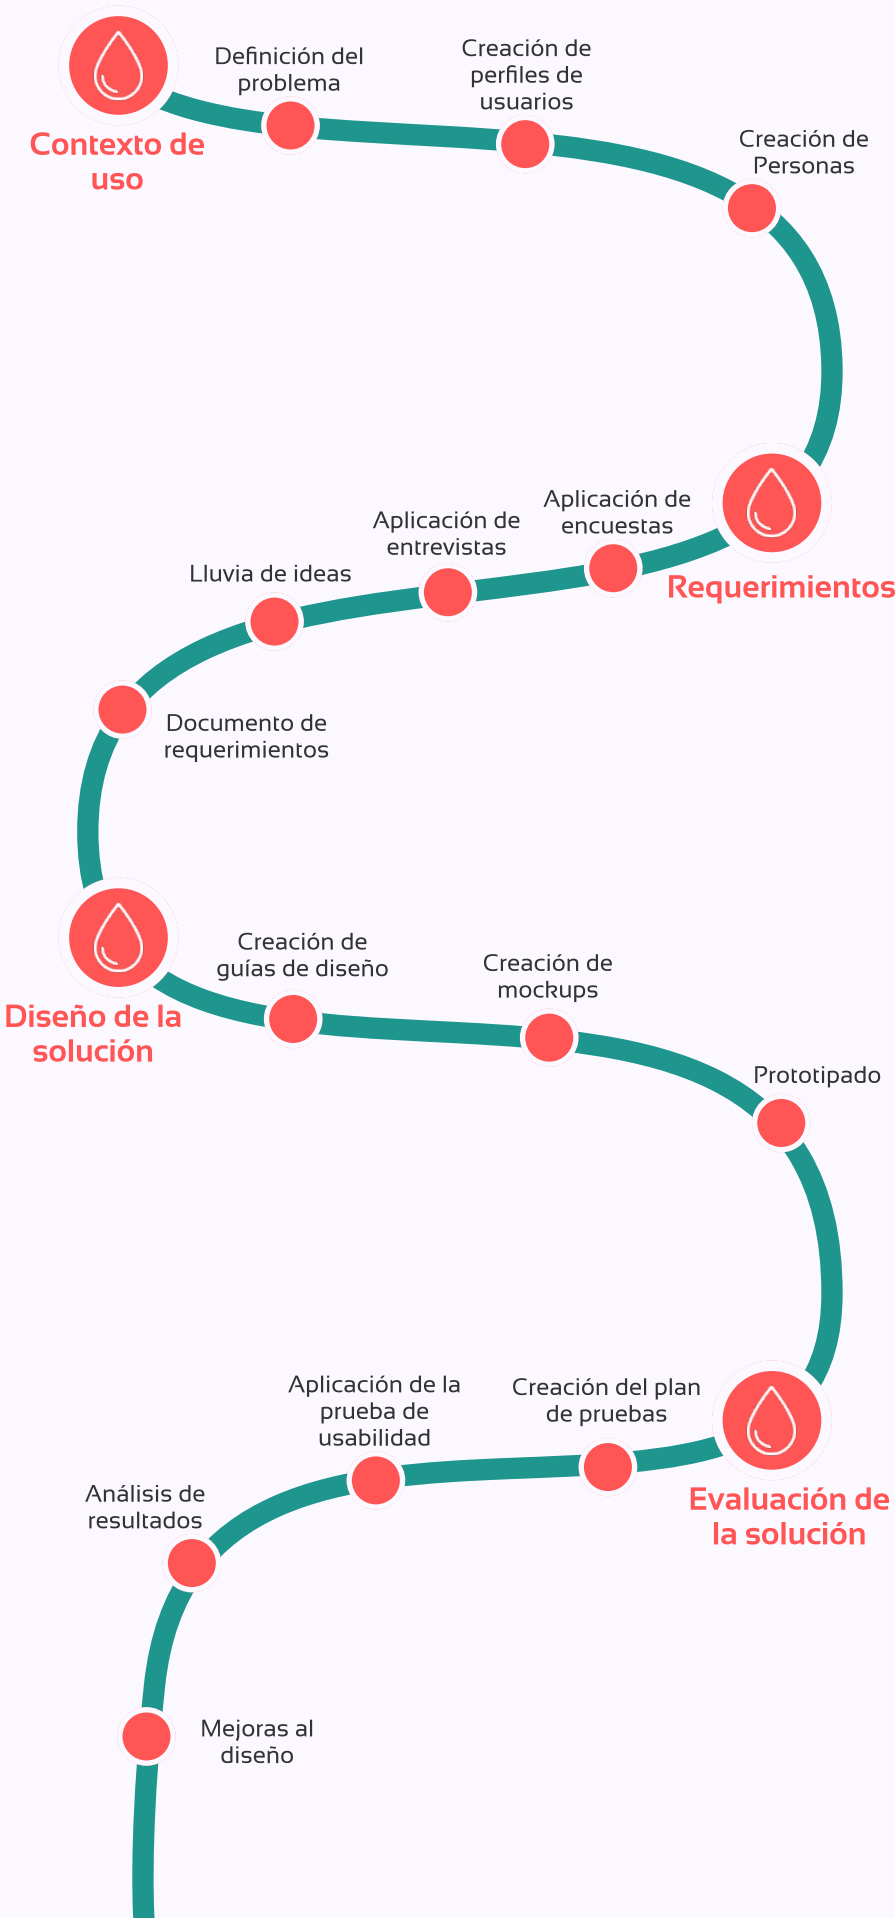 Contexto de
uso
Definición del
problema
Creación de
perfiles de
usuarios
Creación de
Personas
Requerimientos
Aplicación de
encuestas
Aplicación de
entrevistas
Lluvia de ideas
Documento de
requerimientos
Diseño de la
solución
Creación de
guías de diseño
Creación de
mockups
Prototipado
Evaluación de
la solución
Creación del plan
de pruebas
Aplicación de la
prueba de
usabilidad
Análisis de
resultados
Mejoras al
diseño